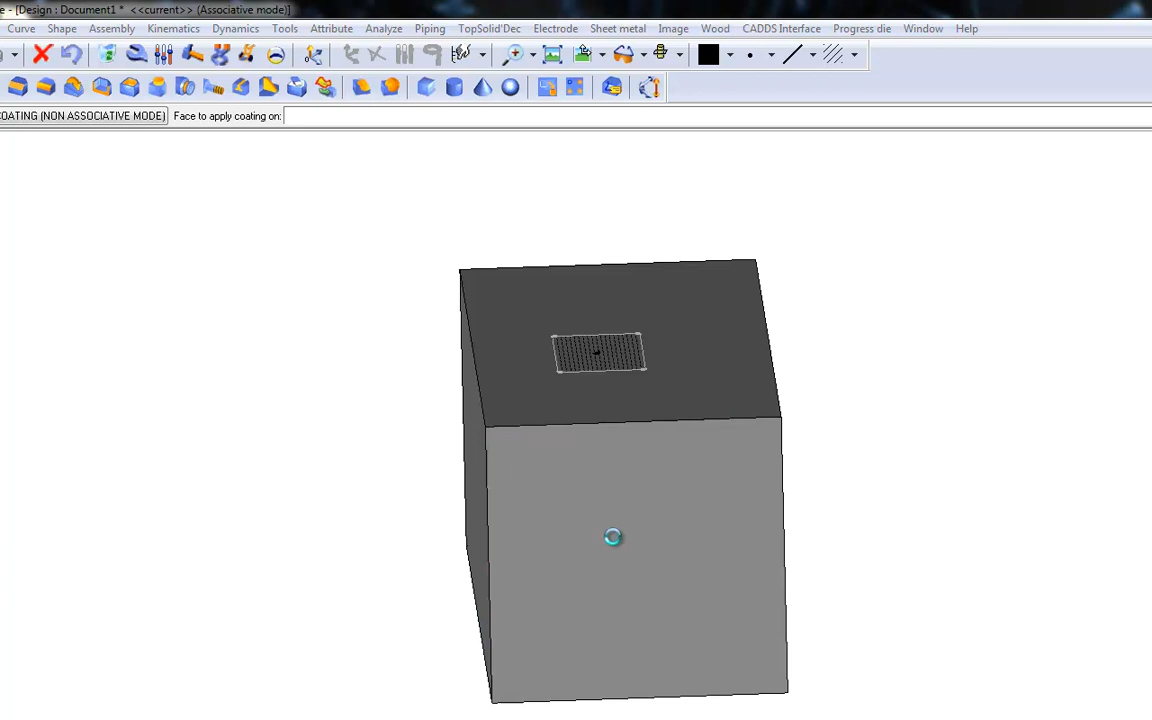 e - [Design : Document1 *  <<current>> (Associative mode)]
Curve Shape Assembly Kinematics Dynamics Tools Attribute Analyze Piping TopSolid'Dec Electrode Sheet metal Image Wood CADDS Interface Progress die Window Help
OATING (NON ASSOCIATIVE MODE) Face to apply coating on: